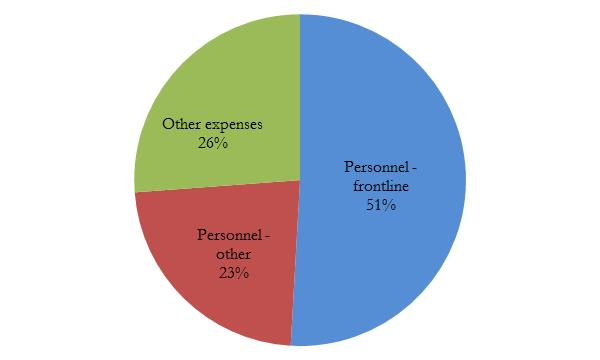 Other expenses
26%
Personnel -
frontline
51%
Personnel -
other
23%